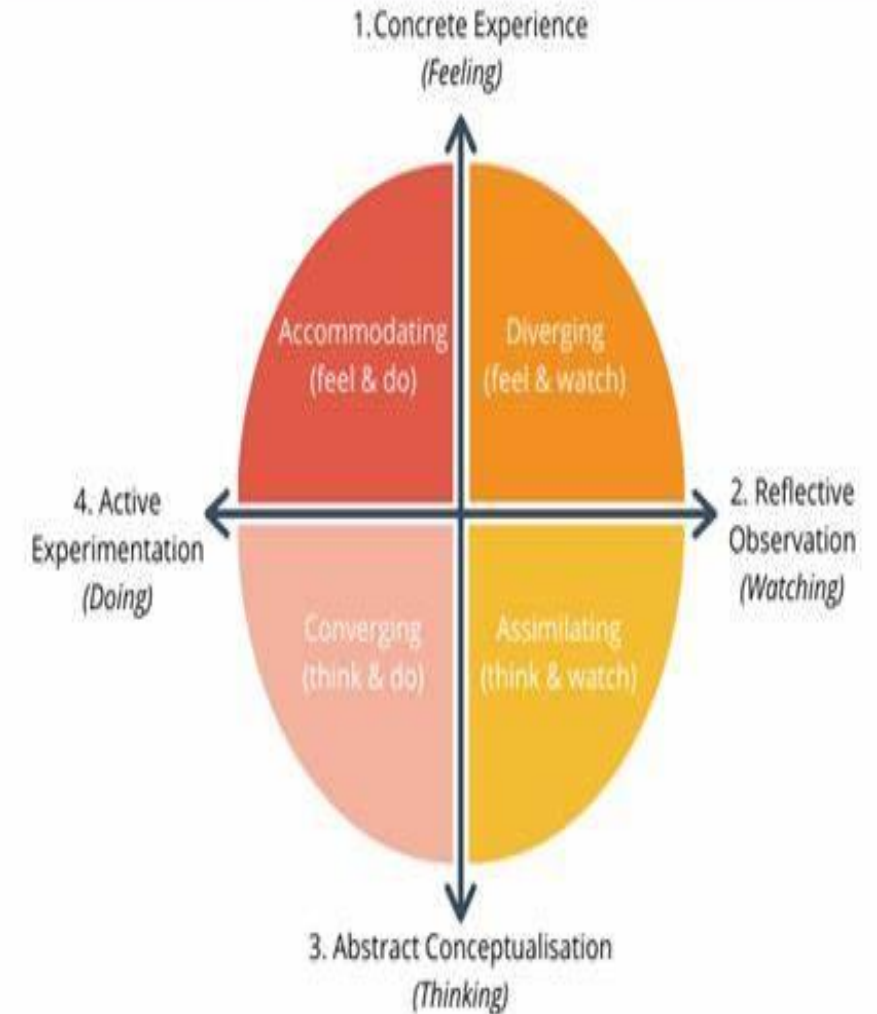 1.Concrete Experience
(Feeling)
Accommodating
(feel & do)
Diverging
(feel & watch)
4. Active
Experimentation
(Doing)
2. Reflective
Observation
(Watching)
Converging
(think & do)
Assimilating
(think & watch)
3. Abstract Conceptualisation
(Thinking)